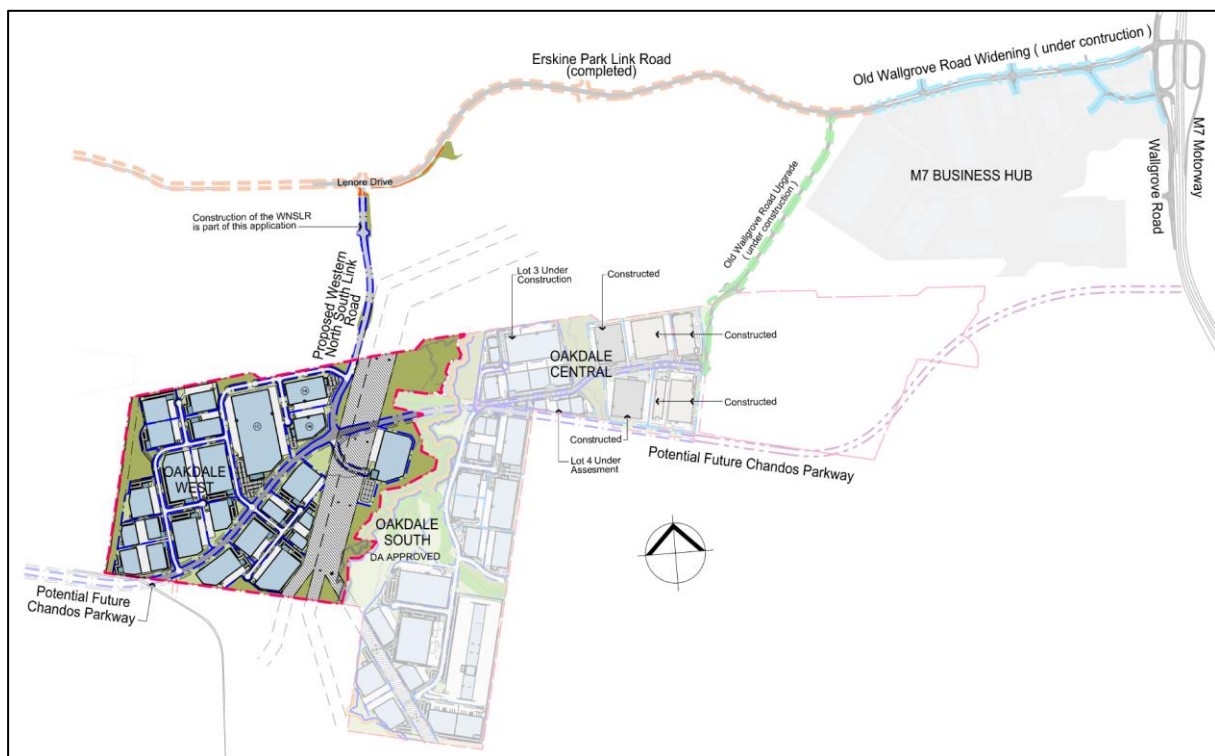 Erskine Park Link Road
(completed)
Old Wallgrove Road Widening ( under contruction )
M7 Motorway
Wallgrove Road
M7 BUSINESS HUB
Lenore Drive
Construction of the WNSLR
is part of this application
Old Wallgrove Road Upgrade
( under construction )
Proposed Western
North South Link
Road
Lot 3 Under
Construction
Constructed
Constructed
OAKDALE
CENTRAL
Constructed
Constructed
Lot 4 Under
Assesment
Potential Future Chandos Parkway
OAKDALE
WEST
OAKDALE
SOUTH
DA APPROVED
Potential Future
Chandos Parkway